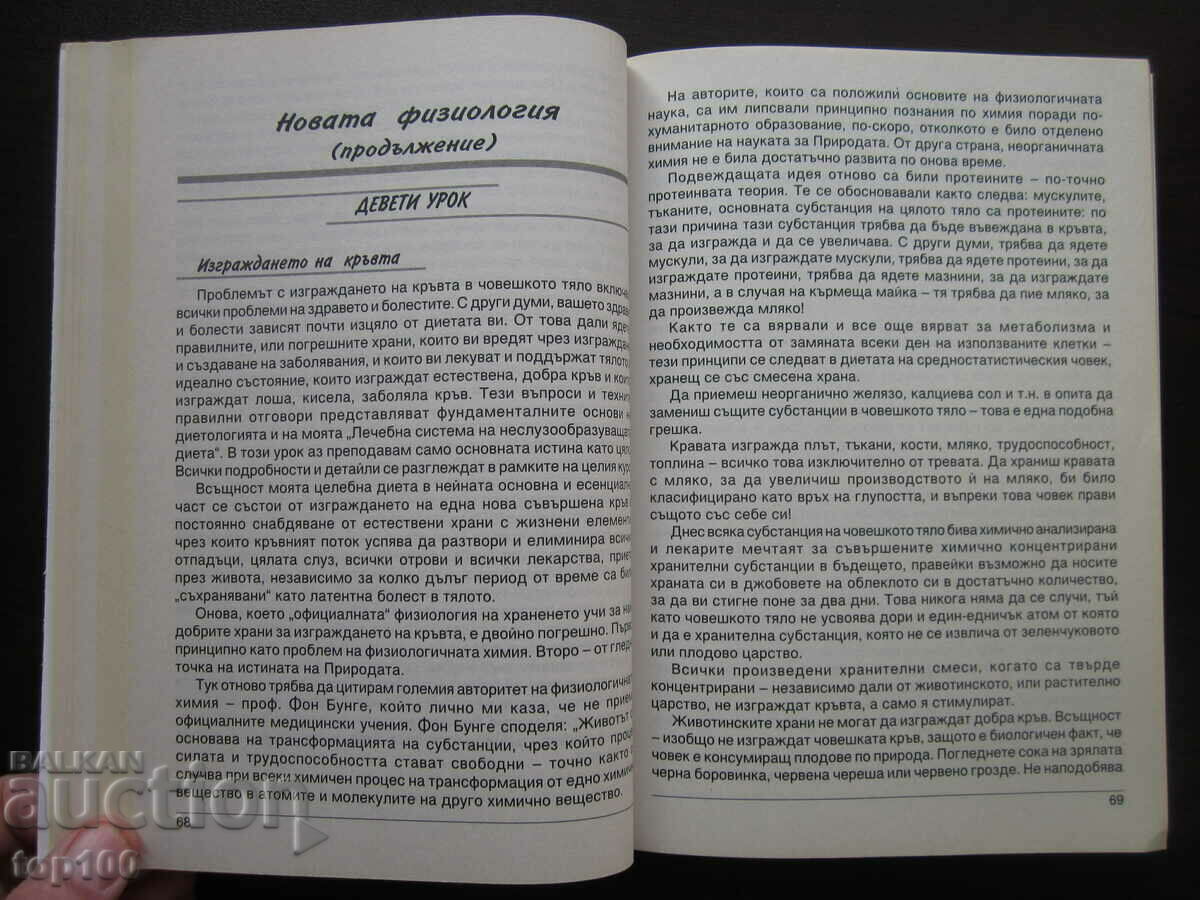 Новата физиология
(продължение)
ДЕВЕТИ УРОК
Изграждането на кръвта
Проблемът с изграждането на кръвта в човешкото тяло включе
всички проблеми на здравето и болестите. С други думи, вашето здраве
и болести зависят почти изцяло от диетата ви. От това дали ядете
правилните, или погрешните храни, които ви вредят чрез изграждане
и създаване на заболявания, и които ви лекуват и поддържат тялото
идеално състояние, които изграждат естествена, добра кръв и които
изграждат лоша, кисела, заболяла кръв. Тези въпроси и техните
правилни отговори представляват фундаменталните основи н
диетологията и на моята „Лечебна система на неслузообразуващат
диета“. В този урок аз преподавам само основната истина като цяло
Всички подробности и детайли се разглеждат в рамките на целия кур
Всъщност моята целебна диета в нейната основна и есенциалн
част се състои от изграждането на една нова съвършена кръв
постоянно снабдяване от естествени храни с жизнени елемент
чрез които кръвният поток успява да разтвори и елиминира всичк
отпадъци, цялата слуз, всички отрови и всички лекарства, приет
през живота, независимо за колко дълъг период от време са бил
„съхранявани“ като латентна болест в тялото.
Онова, което „официалната“ физиология на храненето учи за на
добрите храни за изграждането на кръвта, е двойно погрешно. Първ
принципно като проблем на физиологичната химия. Второ – от гледн
точка на истината на Природата.
Тук отново трябва да цитирам големия авторитет на физиологичнат
химия – проф. Фон Бунге, който лично ми каза, че не прием
официалните медицински учения. Фон Бунге споделя: „Животът с
основава на трансформацията на субстанции, чрез който проце
силата и трудоспособността стават свободни – точно както с
случва при всеки химичен процес на трансформация от едно химич
вещество в атомите и молекулите на друго химично вещество.
68
На авторите, които са положили основите на физиологичната
наука, са им липсвали принципно познания по химия поради по-
хуманитарното образование, по-скоро, отколкото е било отделено
внимание на науката за Природата. От друга страна, неорганичната
химия не е била достатъчно развита по онова време.
Подвеждащата идея отново са били протеините – по-точно
протеинвата теория. Те се обосновавали както следва: мускулите,
тъканите, основната субстанция на цялото тяло са протеините: по
тази причина тази субстанция трябва да бъде въвеждана в кръвта,
за да изгражда и да се увеличава. С други думи, трябва да ядете
мускули, за да изграждате мускули, трябва да ядете протеини, за да
изграждате протеини, трябва да ядете мазнини, за да изграждате
мазнини, а в случая на кърмеща майка – тя трябва да пие мляко, за
да произвежда мляко!
Както те са вярвали и все още вярват за метаболизма и
необходимостта от замяната всеки ден на използваните клетки –
тези принципи се следват в диетата на средностатистическия човек,
хранещ се със смесена храна.
Да приемеш неорганично желязо, калциева сол и т.н. в опита да
замениш същите субстанции в човешкото тяло – това е една подобна
грешка.
Кравата изгражда плът, тъкани, кости, мляко, трудоспособност,
топлина – всичко това изключително от тревата. Да храниш кравата
с мляко, за да увеличиш производството ѝ на мляко, би било
класифицирано като връх на глупостта, и въпреки това човек прави
същото със себе си!
Днес всяка субстанция на човешкото тяло бива химично анализирана
и лекарите мечтаят за съвършените химично концентрирани
хранителни субстанции в бъдещето, правейки възможно да носите
храната си в джобовете на облеклото си в достатъчно количество,
за да ви стигне поне за два дни. Това никога няма да се случи, тъй
като човешкото тяло не усвоява дори и един-едничък атом от която
и да е хранителна субстанция, която не се извлича от зеленчуковото
или плодово царство.
Всички произведени хранителни смеси, когато са твърде
концентрирани – независимо дали от животинското, или растително
царство, не изграждат кръвта, а само я стимулират.
Животинските храни не могат да изграждат добра кръв. Всъщност
– изобщо не изграждат човешката кръв, защото е биологичен факт, че
човек е консумиращ плодове по природа. Погледнете сока на зрялата
черна боровинка, червена череша или червено грозде. Не наподобява
69
BALKAN
auction
top100